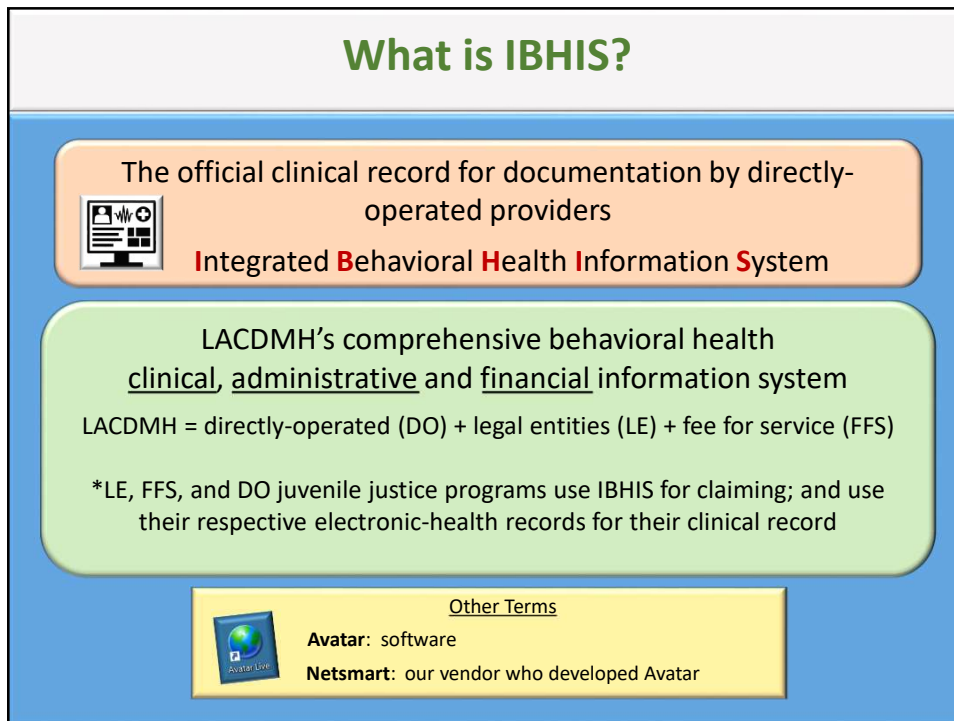 What is IBHIS?
The official clinical record for documentation by directly-
operated providers
Integrated Behavioral Health Information System
LACDMH's comprehensive behavioral health
clinical, administrative and financial information system
LACDMH = directly-operated (DO) + legal entities (LE) + fee for service (FFS)
*LE, FFS, and DO juvenile justice programs use IBHIS for claiming; and use
their respective electronic-health records for their clinical record
Other Terms
Avatar: software
Avatar Live
Netsmart: our vendor who developed Avatar